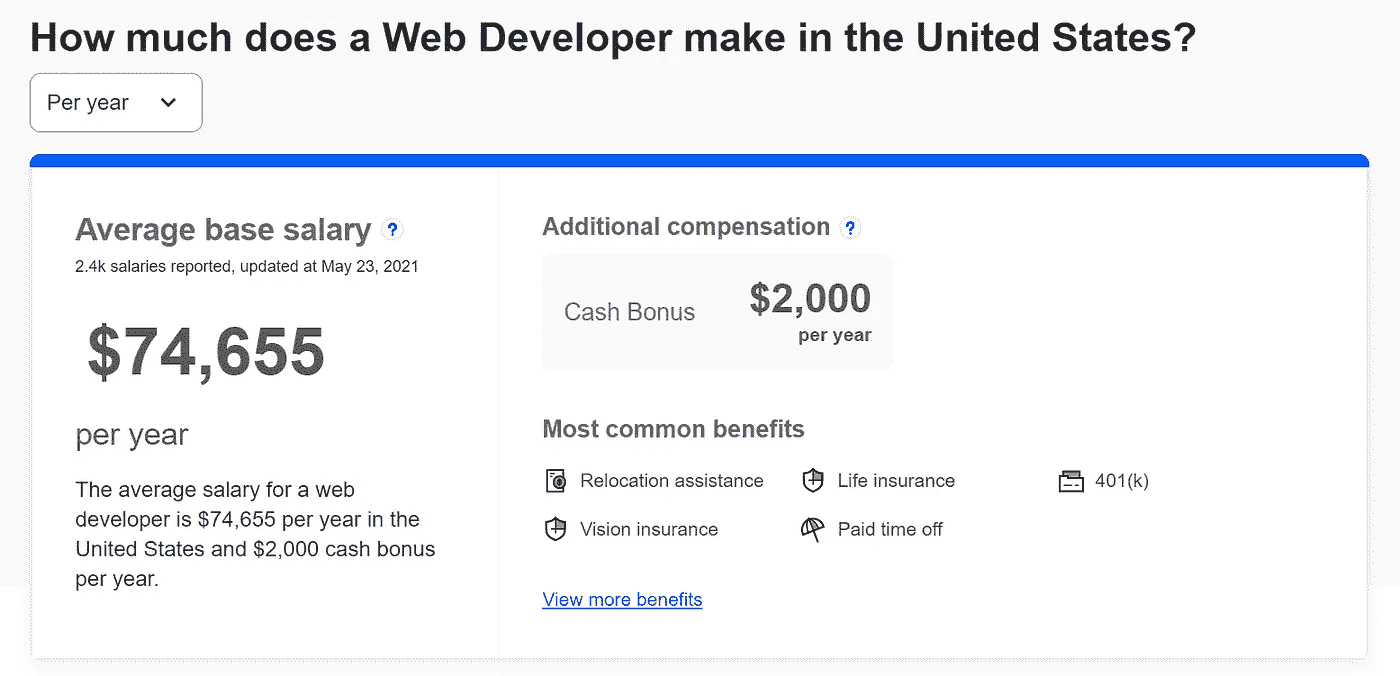 How much does a Web Developer make in the United States?
Per year
Average base salary ?
2.4k salaries reported, updated at May 23, 2021
$74,655
per year
The average salary for a web
developer is $74,655 per year in the
United States and $2,000 cash bonus
per year.
Additional compensation ?
Cash Bonus
$2,000
per year
Most common benefits
Relocation assistance
Life insurance
401(k)
Vision insurance
Paid time off
View more benefits